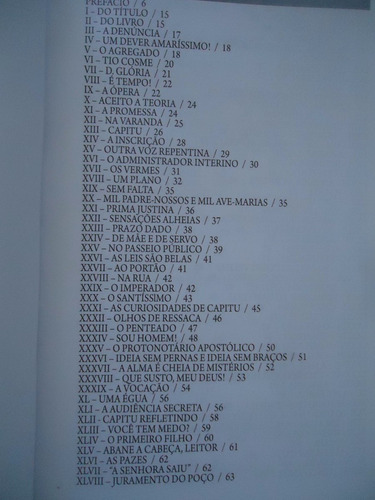 PREFÁCIO / 6
I – DO TÍTULO / 15
II – DO LIVRO / 15
III – A DENÚNCIA / 17
IV – UM DEVER AMARÍSSIMO! / 18
V – O AGREGADO / 18
VI – TIO COSME / 20
VII – D. GLÓRIA / 21
VIII – É TEMPO! / 22
IX – A ÓPERA / 22
X – ACEITO A TEORIA / 24
XI – A PROMESSA / 24
XII – NA VARANDA / 25
XIII – CAPITU / 26
XIV – A INSCRIÇÃO / 28
XV – OUTRA VOZ REPENTINA / 29
XVI – O ADMINISTRADOR INTERINO / 30
XVII – OS VERMES / 31
XVIII – UM PLANO / 32
XIX – SEM FALTA / 35
XX – MIL PADRE-NOSSOS E MIL AVE-MARIAS / 35
XXI – PRIMA JUSTINA / 36
XXII – SENSAÇÕES ALHEIAS / 37
XXIII – PRAZO DADO / 38
XXIV – DE MÃE E DE SERVO / 38
XXV – NO PASSEIO PÚBLICO / 39
XXVI – AS LEIS SÃO BELAS / 41
XXVII – AO PORTÃO / 41
XXVIII – NA RUA / 42
XXIX – O IMPERADOR / 42
XXX – O SANTÍSSIMO / 43
XXXI – AS CURIOSIDADES DE CAPITU / 45
XXXII – OLHOS DE RESSACA / 46
XXXIII – O PENTEADO / 47
XXXIV – SOU HOMEM! / 48
XXXV – O PROTONOTÁRIO APOSTÓLICO / 50
XXXVI – IDEIA SEM PERNAS E IDEIA SEM BRAÇOS / 51
XXXVII – A ALMA É CHEIA DE MISTÉRIOS / 52
XXXVIII – QUE SUSTO, MEU DEUS! / 53
XXXIX – A VOCAÇÃO / 54
XL – UMA ÉGUA / 56
XLI – A AUDIÊNCIA SECRETA / 56
XLII – CAPITU REFLETINDO / 58
XLIII – VOCÊ TEM MEDO? / 59
XLIV – O PRIMEIRO FILHO / 60
XLV – ABANE A CABEÇA, LEITOR / 61
XLVI – AS PAZES / 62
XLVII – "A SENHORA SAIU" / 62
XLVIII – JURAMENTO DO POÇO / 63